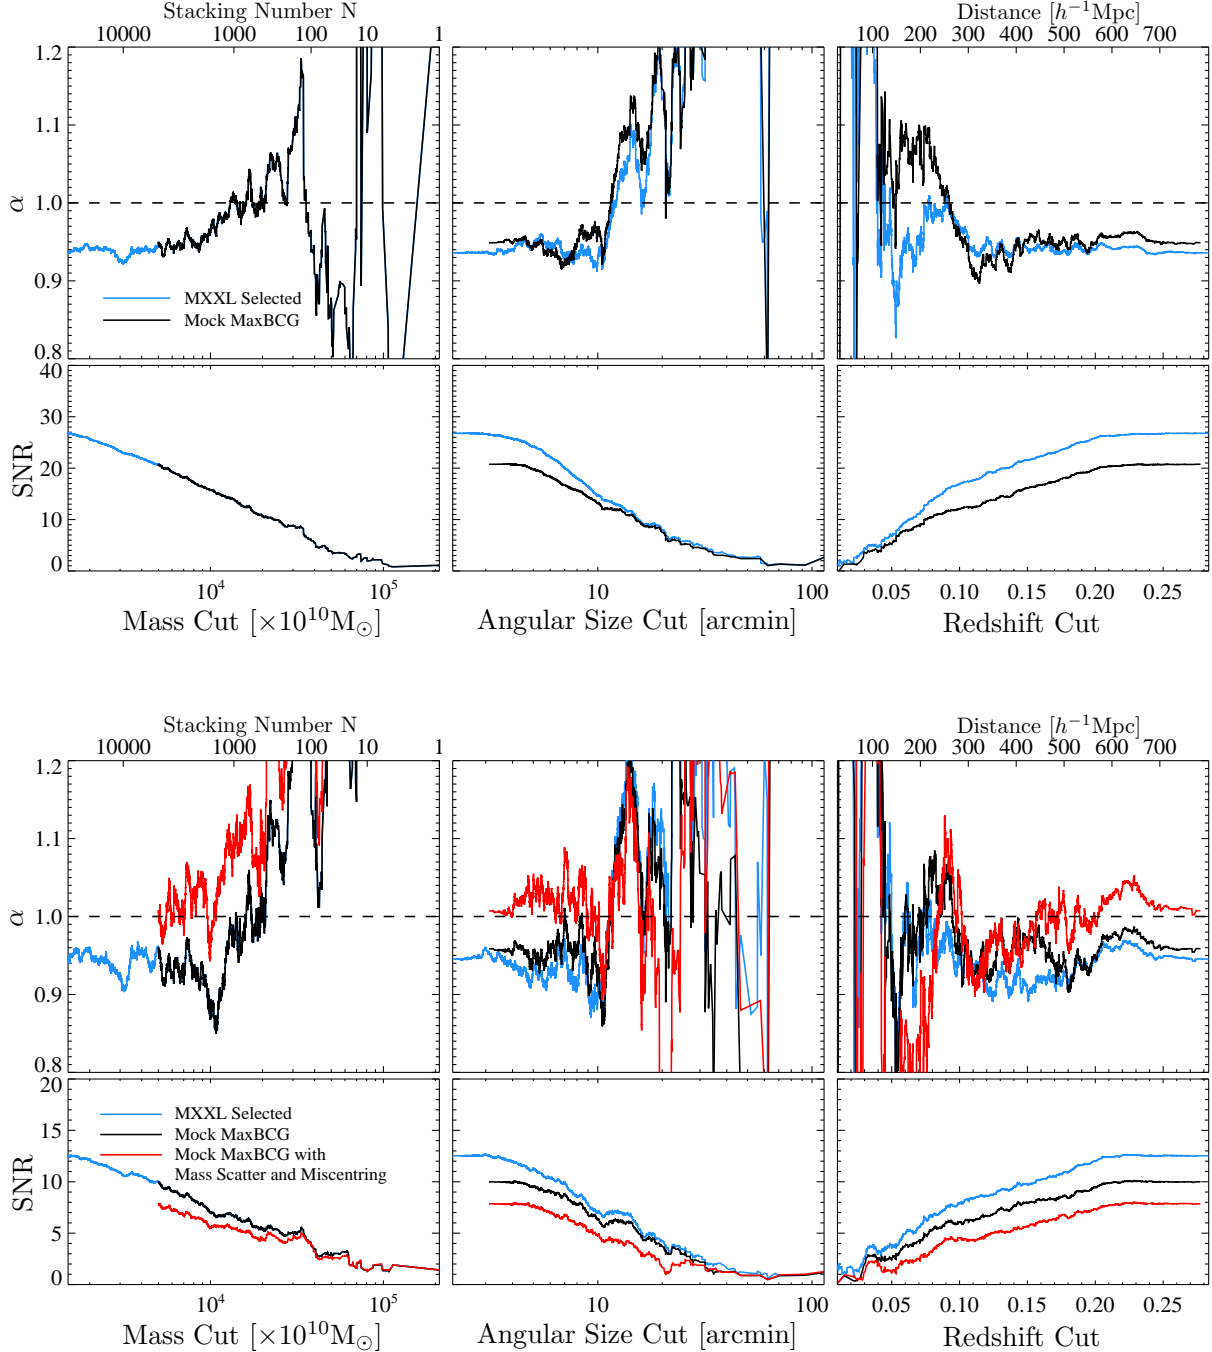 Stacking Number N
Distance [h⁻¹Mpc]
10000 1000 100 10 1
100 200 300 400 500 600 700
1.2
1.1
1.0
0.9
0.8
α
MXXL Selected
Mock MaxBCG
40
30
20
10
0
SNR
10⁴ 10⁵
10 100
0.05 0.10 0.15 0.20 0.25
Mass Cut [×10¹⁰M☉]
Angular Size Cut [arcmin]
Redshift Cut
Stacking Number N
Distance [h⁻¹Mpc]
10000 1000 100 10 1
100 200 300 400 500 600 700
1.2
1.1
1.0
0.9
0.8
α
20
15
10
5
0
SNR
MXXL Selected
Mock MaxBCG
Mock MaxBCG with
Mass Scatter and Miscentring
10⁴ 10⁵
10 100
0.05 0.10 0.15 0.20 0.25
Mass Cut [×10¹⁰M☉]
Angular Size Cut [arcmin]
Redshift Cut